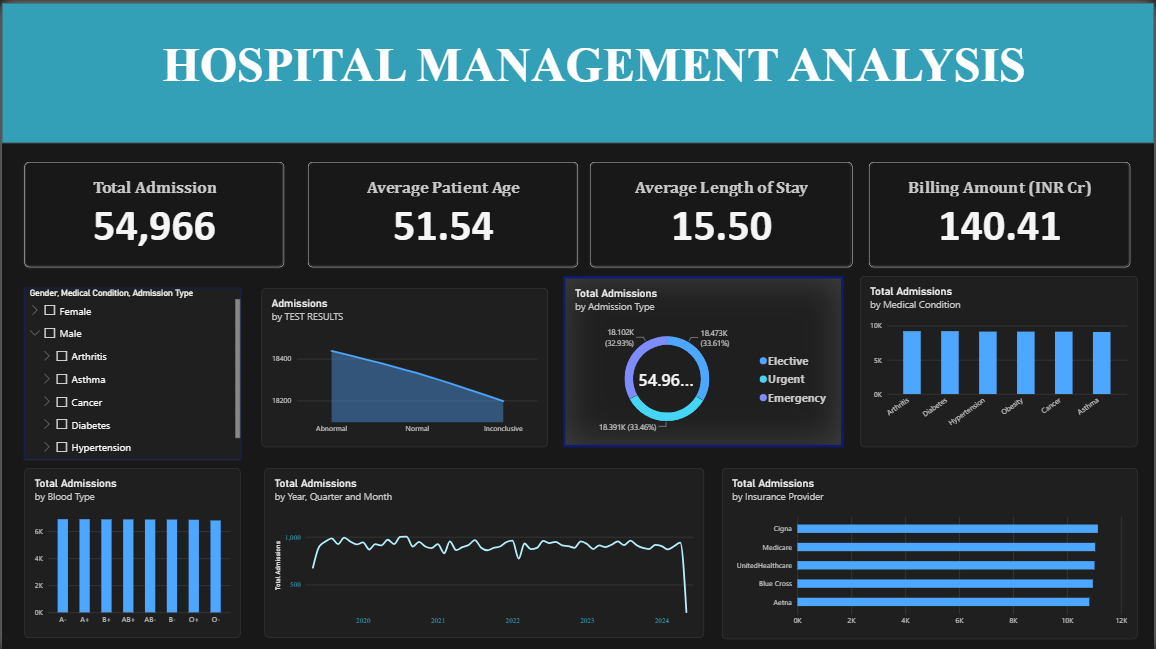 HOSPITAL MANAGEMENT ANALYSIS
Total Admission
54,966
Average Patient Age
51.54
Average Length of Stay
15.50
Billing Amount (INR Cr)
140.41
Gender, Medical Condition, Admission Type
Female
Male
Arthritis
Asthma
Cancer
Diabetes
Hypertension
Admissions
by TEST RESULTS
18400
18200
Abnormal
Normal
Inconclusive
Total Admissions
by Admission Type
18.102K
(32.93%)
18.473K
(33.61%)
54.96...
18.391K (33.46%)
Elective
Urgent
Emergency
Total Admissions
by Medical Condition
10K
5K
0K
Arthritis
Diabetes
Hypertension
Obesity
Cancer
Asthma
Total Admissions
by Blood Type
6K
4K
2K
0K
A-
A+
B+
AB+
AB-
B-
O+
O-
Total Admissions
by Year, Quarter and Month
Total Admissions
1,000
500
2020
2021
2022
2023
2024
Total Admissions
by Insurance Provider
Cigna
Medicare
UnitedHealthcare
Blue Cross
Aetna
0K
2K
4K
6K
8K
10K
12K